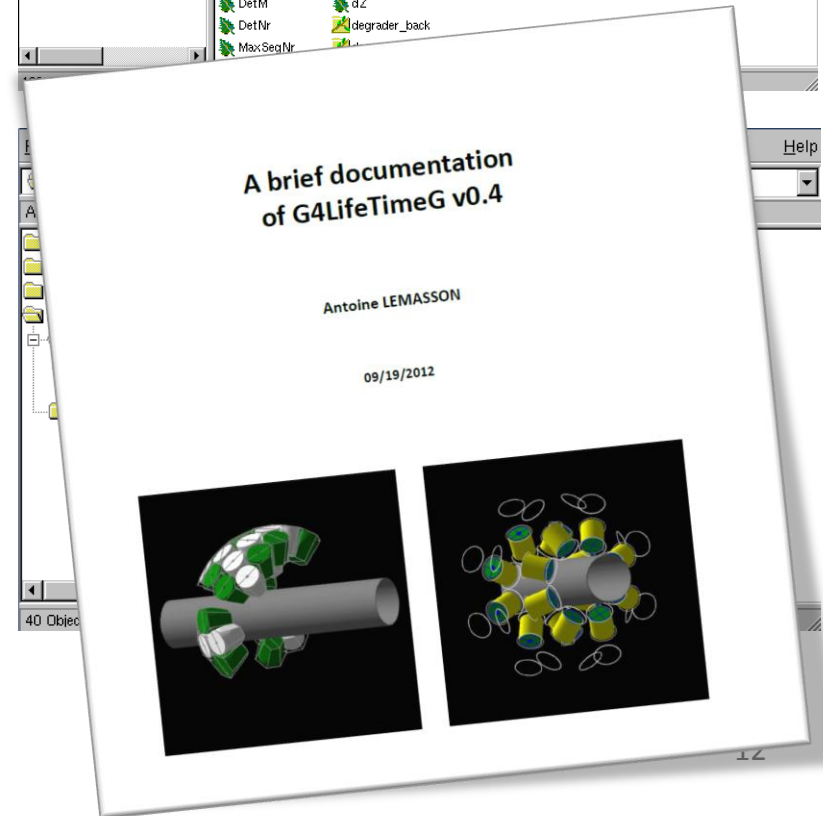 DetM dZ
DetNr degrader_back
MaxSegNr
Help
A brief documentation
of G4LifeTimeG v0.4
Antoine LEMASSON
09/19/2012
40 Objec
12